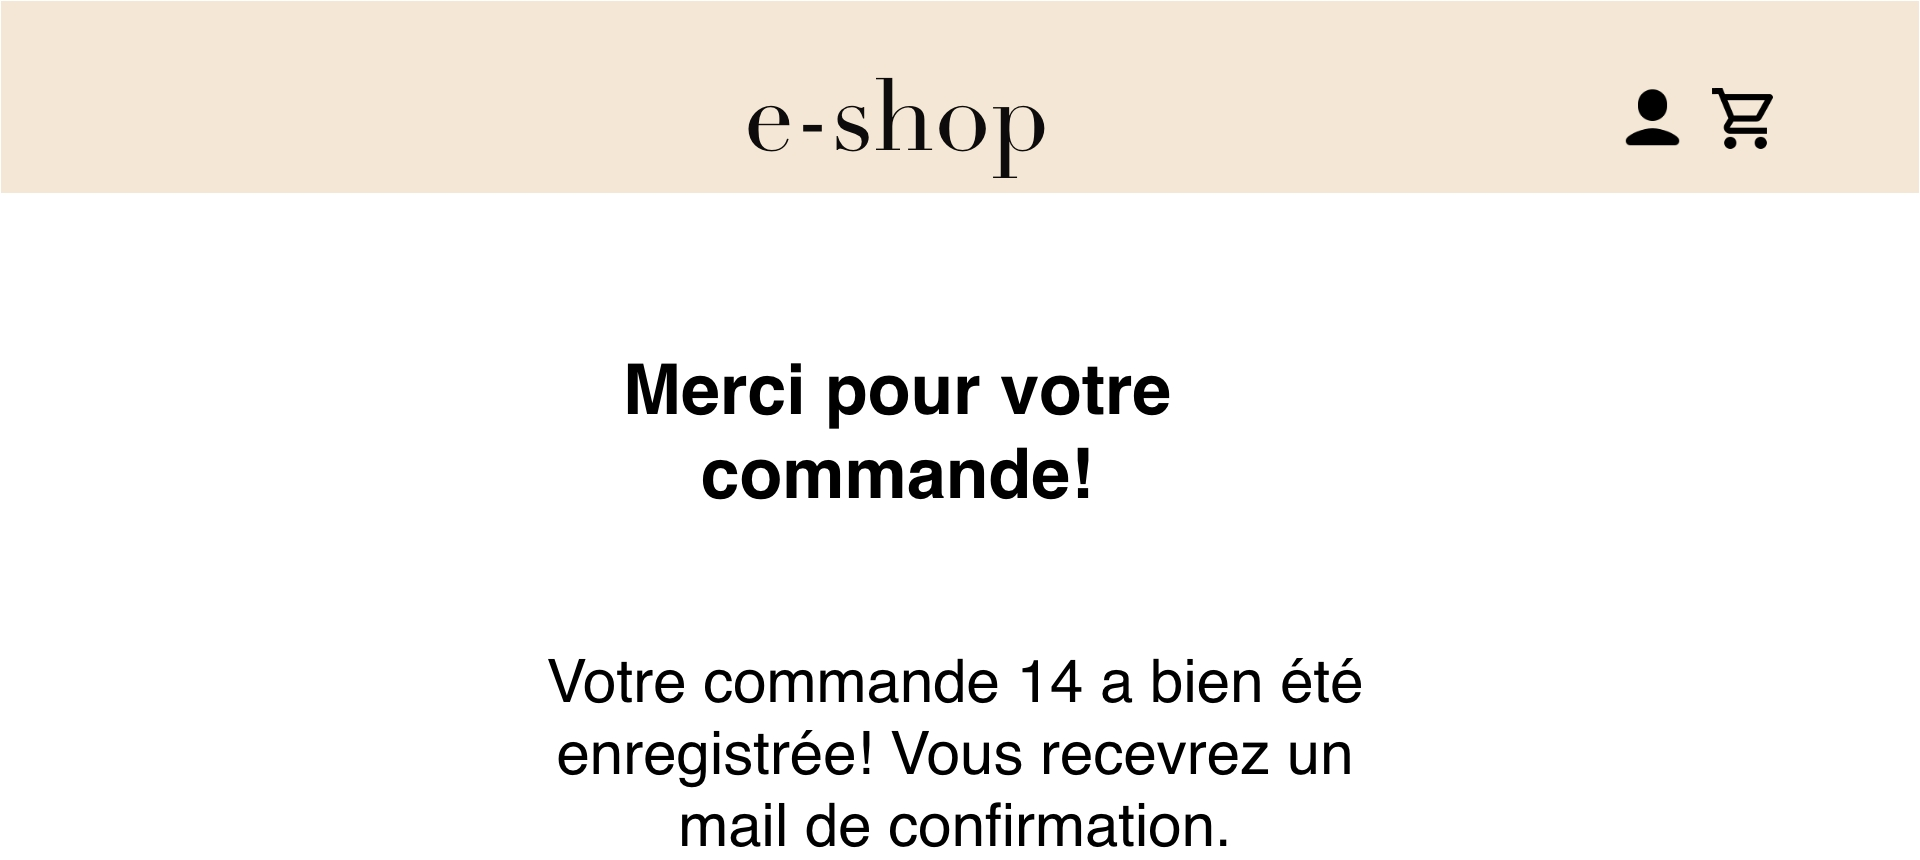 e-shop
Merci pour votre
commande!
Votre commande 14 a bien été
enregistrée! Vous recevrez un
mail de confirmation.